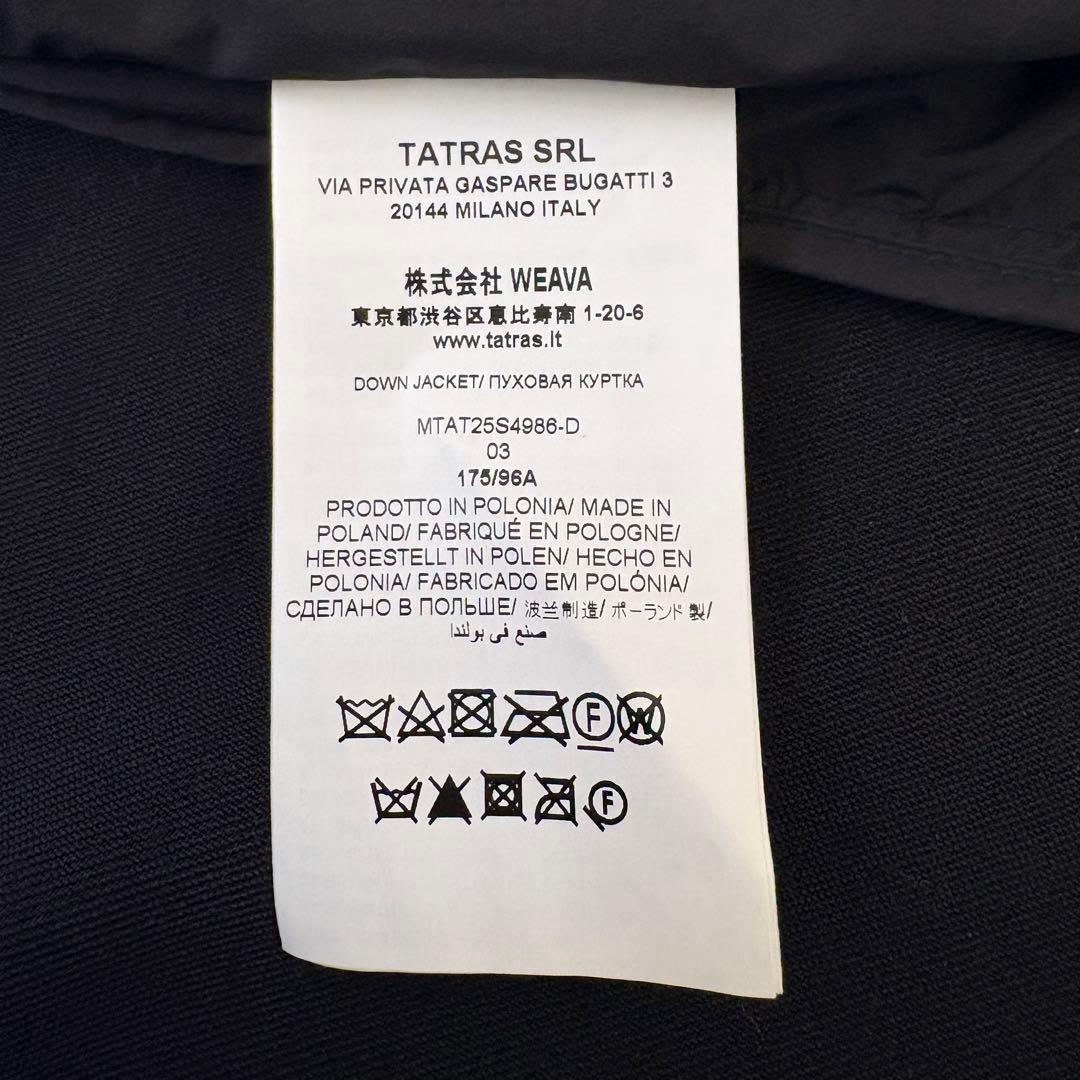 TATRAS SRL
VIA PRIVATA GASPARE BUGATTI 3
20144 MILANO ITALY
株式会社 WEAVA
東京都渋谷区恵比寿南 1-20-6
www.tatras.it
DOWN JACKET/ ПУХОВАЯ КУРТКА
MTAT25S4986-D
03
175/96A
PRODOTTO IN POLONIA/ MADE IN
POLAND/ FABRIQUÉ EN POLOGNE/
HERGESTELLT IN POLEN/ HECHO EN
POLONIA/ FABRICADO EM POLÓNIA/
СДЕЛАНО В ПОЛЬШЕ/ 波兰制造/ ポーランド製/
صنع في بولندا
F W
F